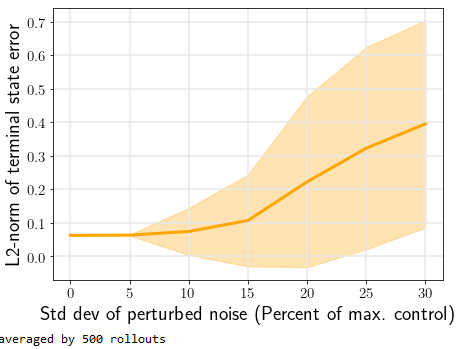 0.7
0.6
0.5
0.4
0.3
0.2
0.1
0.0
L2-norm of terminal state error
0 5 10 15 20 25 30
Std dev of perturbed noise (Percent of max. control)
averaged by 500 rollouts